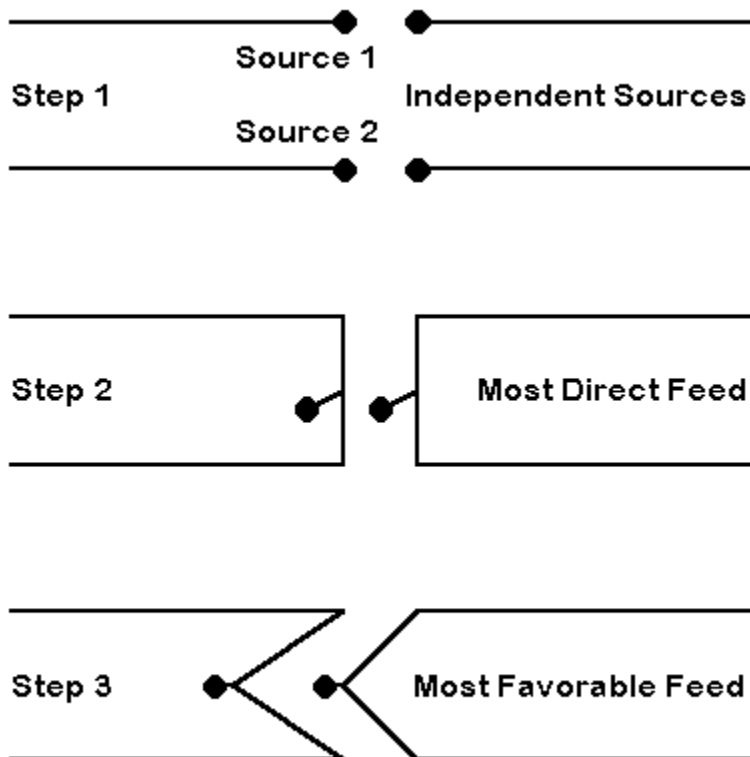 Source 1
Step 1
Independent Sources
Source 2
Step 2
Most Direct Feed
Step 3
Most Favorable Feed